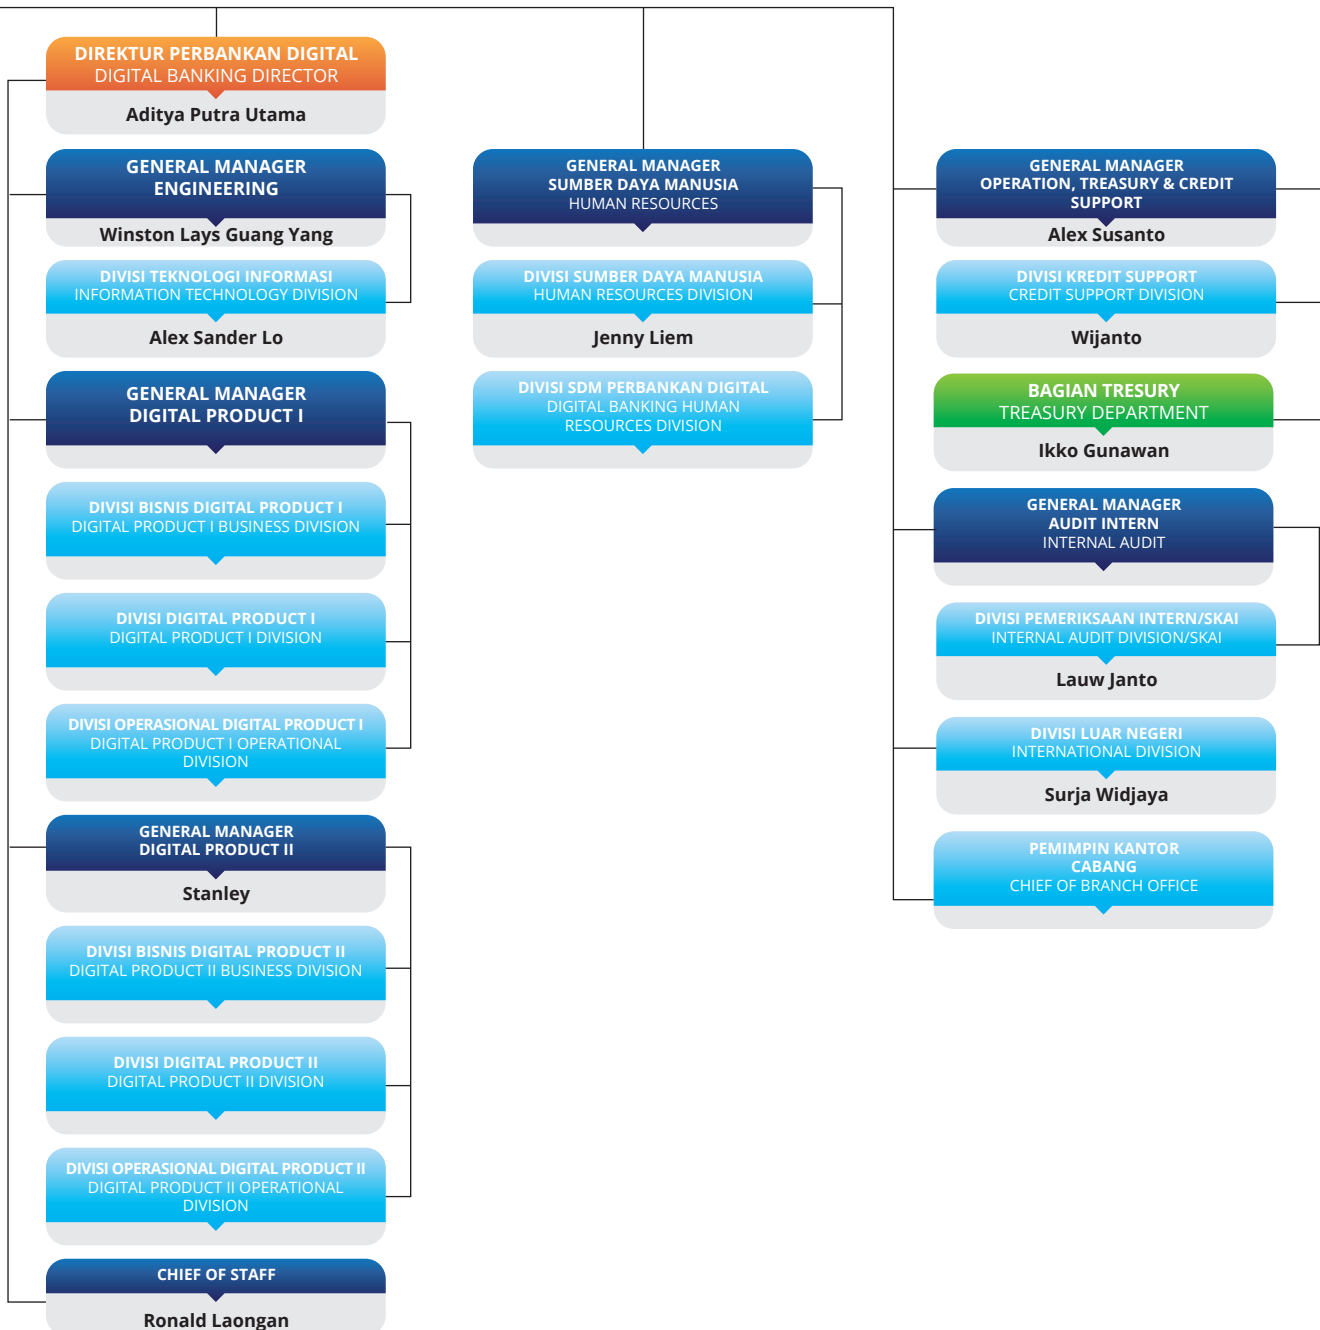 DIREKTUR PERBANKAN DIGITAL
DIGITAL BANKING DIRECTOR
Aditya Putra Utama
GENERAL MANAGER
ENGINEERING
Winston Lays Guang Yang
DIVISI TEKNOLOGI INFORMASI
INFORMATION TECHNOLOGY DIVISION
Alex Sander Lo
GENERAL MANAGER
DIGITAL PRODUCT I
DIVISI BISNIS DIGITAL PRODUCT I
DIGITAL PRODUCT I BUSINESS DIVISION
DIVISI DIGITAL PRODUCT I
DIGITAL PRODUCT I DIVISION
DIVISI OPERASIONAL DIGITAL PRODUCT I
DIGITAL PRODUCT I OPERATIONAL
DIVISION
GENERAL MANAGER
DIGITAL PRODUCT II
Stanley
DIVISI BISNIS DIGITAL PRODUCT II
DIGITAL PRODUCT II BUSINESS DIVISION
DIVISI DIGITAL PRODUCT II
DIGITAL PRODUCT II DIVISION
DIVISI OPERASIONAL DIGITAL PRODUCT II
DIGITAL PRODUCT II OPERATIONAL
DIVISION
CHIEF OF STAFF
Ronald Laongan
GENERAL MANAGER
SUMBER DAYA MANUSIA
HUMAN RESOURCES
DIVISI SUMBER DAYA MANUSIA
HUMAN RESOURCES DIVISION
Jenny Liem
DIVISI SDM PERBANKAN DIGITAL
DIGITAL BANKING HUMAN
RESOURCES DIVISION
GENERAL MANAGER
OPERATION, TREASURY & CREDIT
SUPPORT
Alex Susanto
DIVISI KREDIT SUPPORT
CREDIT SUPPORT DIVISION
Wijanto
BAGIAN TRESURY
TREASURY DEPARTMENT
Ikko Gunawan
GENERAL MANAGER
AUDIT INTERN
INTERNAL AUDIT
DIVISI PEMERIKSAAN INTERN/SKAI
INTERNAL AUDIT DIVISION/SKAI
Lauw Janto
DIVISI LUAR NEGERI
INTERNATIONAL DIVISION
Surja Widjaya
PEMIMPIN KANTOR
CABANG
CHIEF OF BRANCH OFFICE